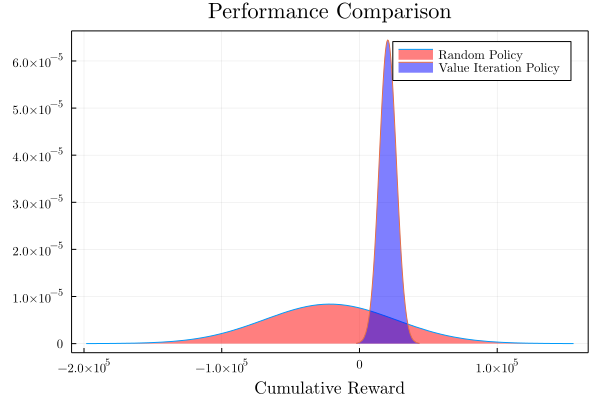 Performance Comparison
Random Policy
Value Iteration Policy
6.0×10⁻⁵
5.0×10⁻⁵
4.0×10⁻⁵
3.0×10⁻⁵
2.0×10⁻⁵
1.0×10⁻⁵
0
−2.0×10⁵ −1.0×10⁵ 0 1.0×10⁵
Cumulative Reward